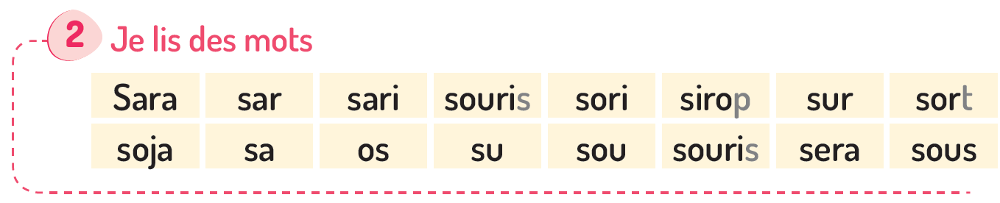 2 Je lis des mots
Sara sar sari souris sori sirop sur sort
soja sa os su sou souris sera sous